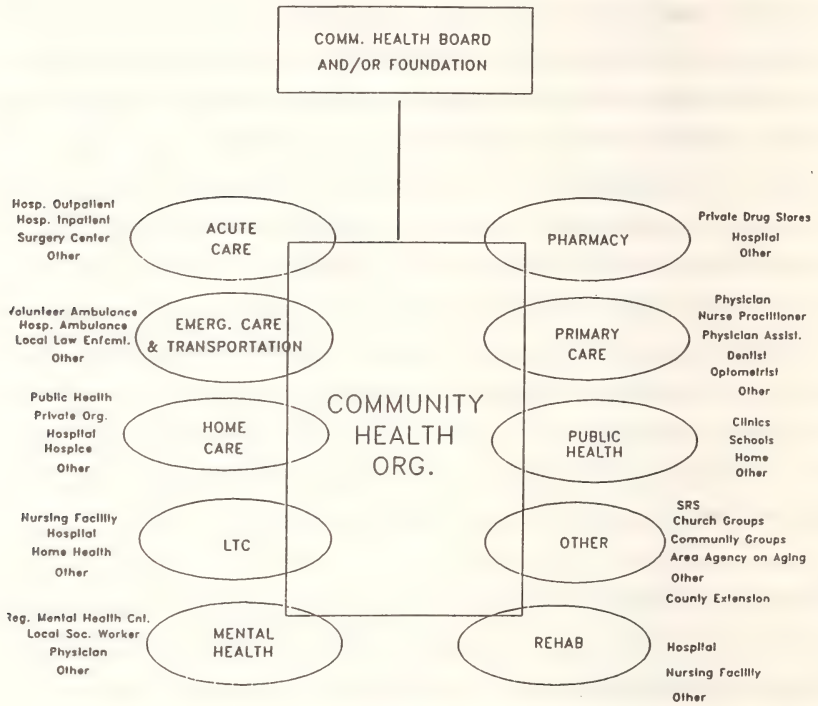 COMM. HEALTH BOARD
AND/OR FOUNDATION
Hosp. Outpatient
Hosp. Inpatient
Surgery Center
Other
ACUTE
CARE
PHARMACY
Private Drug Stores
Hospital
Other
Volunteer Ambulance
Hosp. Ambulance
Local Law Enfcmt.
Other
EMERG. CARE
& TRANSPORTATION
PRIMARY
CARE
Physician
Nurse Practitioner
Physician Assist.
Dentist
Optometrist
Other
Public Health
Private Org.
Hospital
Hospice
Other
HOME
CARE
COMMUNITY
HEALTH
ORG.
PUBLIC
HEALTH
Clinics
Schools
Home
Other
Nursing Facility
Hospital
Home Health
Other
LTC
OTHER
SRS
Church Groups
Community Groups
Area Agency on Aging
Other
County Extension
Reg. Mental Health Cnt.
Local Soc. Worker
Physician
Other
MENTAL
HEALTH
REHAB
Hospital
Nursing Facility
Other